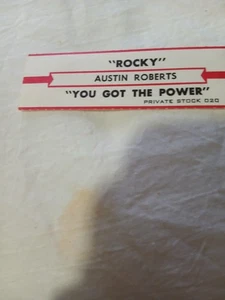 "ROCKY"
AUSTIN ROBERTS
"YOU GOT THE POWER"
PRIVATE STOCK 020